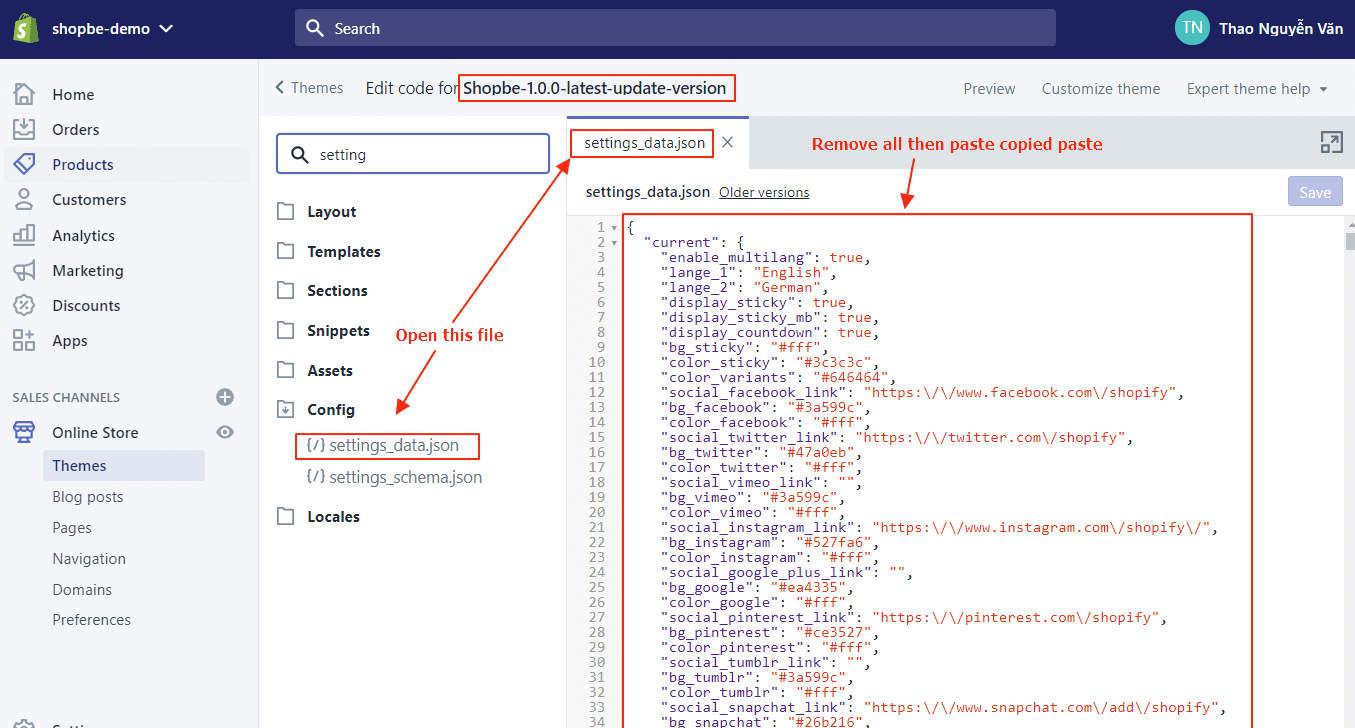 shopbe-demo
Search
TN
Thao Nguyễn Văn
Home
Orders
Products
Customers
Analytics
Marketing
Discounts
Apps
SALES CHANNELS
Online Store
Themes
Blog posts
Pages
Navigation
Domains
Preferences
Themes
Edit code for Shopbe-1.0.0-latest-update-version
Preview
Customize theme
Expert theme help
setting
Layout
Templates
Sections
Snippets
Open this file
Assets
Config
{/} settings_data.json
{/} settings_schema.json
Locales
settings_data.json
Remove all then paste copied paste
settings_data.json Older versions
Save
1 {
2 "current": {
3 "enable_multilang": true,
4 "lange_1": "English",
5 "lange_2": "German",
6 "display_sticky": true,
7 "display_sticky_mb": true,
8 "display_countdown": true,
9 "bg_sticky": "#fff",
10 "color_sticky": "#3c3c3c",
11 "color_variants": "#646464",
12 "social_facebook_link": "https:\/\/www.facebook.com\/shopify",
13 "bg_facebook": "#3a599c",
14 "color_facebook": "#fff",
15 "social_twitter_link": "https:\/\/twitter.com\/shopify",
16 "bg_twitter": "#47a0eb",
17 "color_twitter": "#fff",
18 "social_vimeo_link": "",
19 "bg_vimeo": "#3a599c",
20 "color_vimeo": "#fff",
21 "social_instagram_link": "https:\/\/www.instagram.com\/shopify\/",
22 "bg_instagram": "#527fa6",
23 "color_instagram": "#fff",
24 "social_google_plus_link": "",
25 "bg_google": "#ea4335",
26 "color_google": "#fff",
27 "social_pinterest_link": "https:\/\/pinterest.com\/shopify",
28 "bg_pinterest": "#ce3527",
29 "color_pinterest": "#fff",
30 "social_tumblr_link": "",
31 "bg_tumblr": "#3a599c",
32 "color_tumblr": "#fff",
33 "social_snapchat_link": "https:\/\/www.snapchat.com\/add\/shopify",
34 "bg_snapchat": "#26b216",